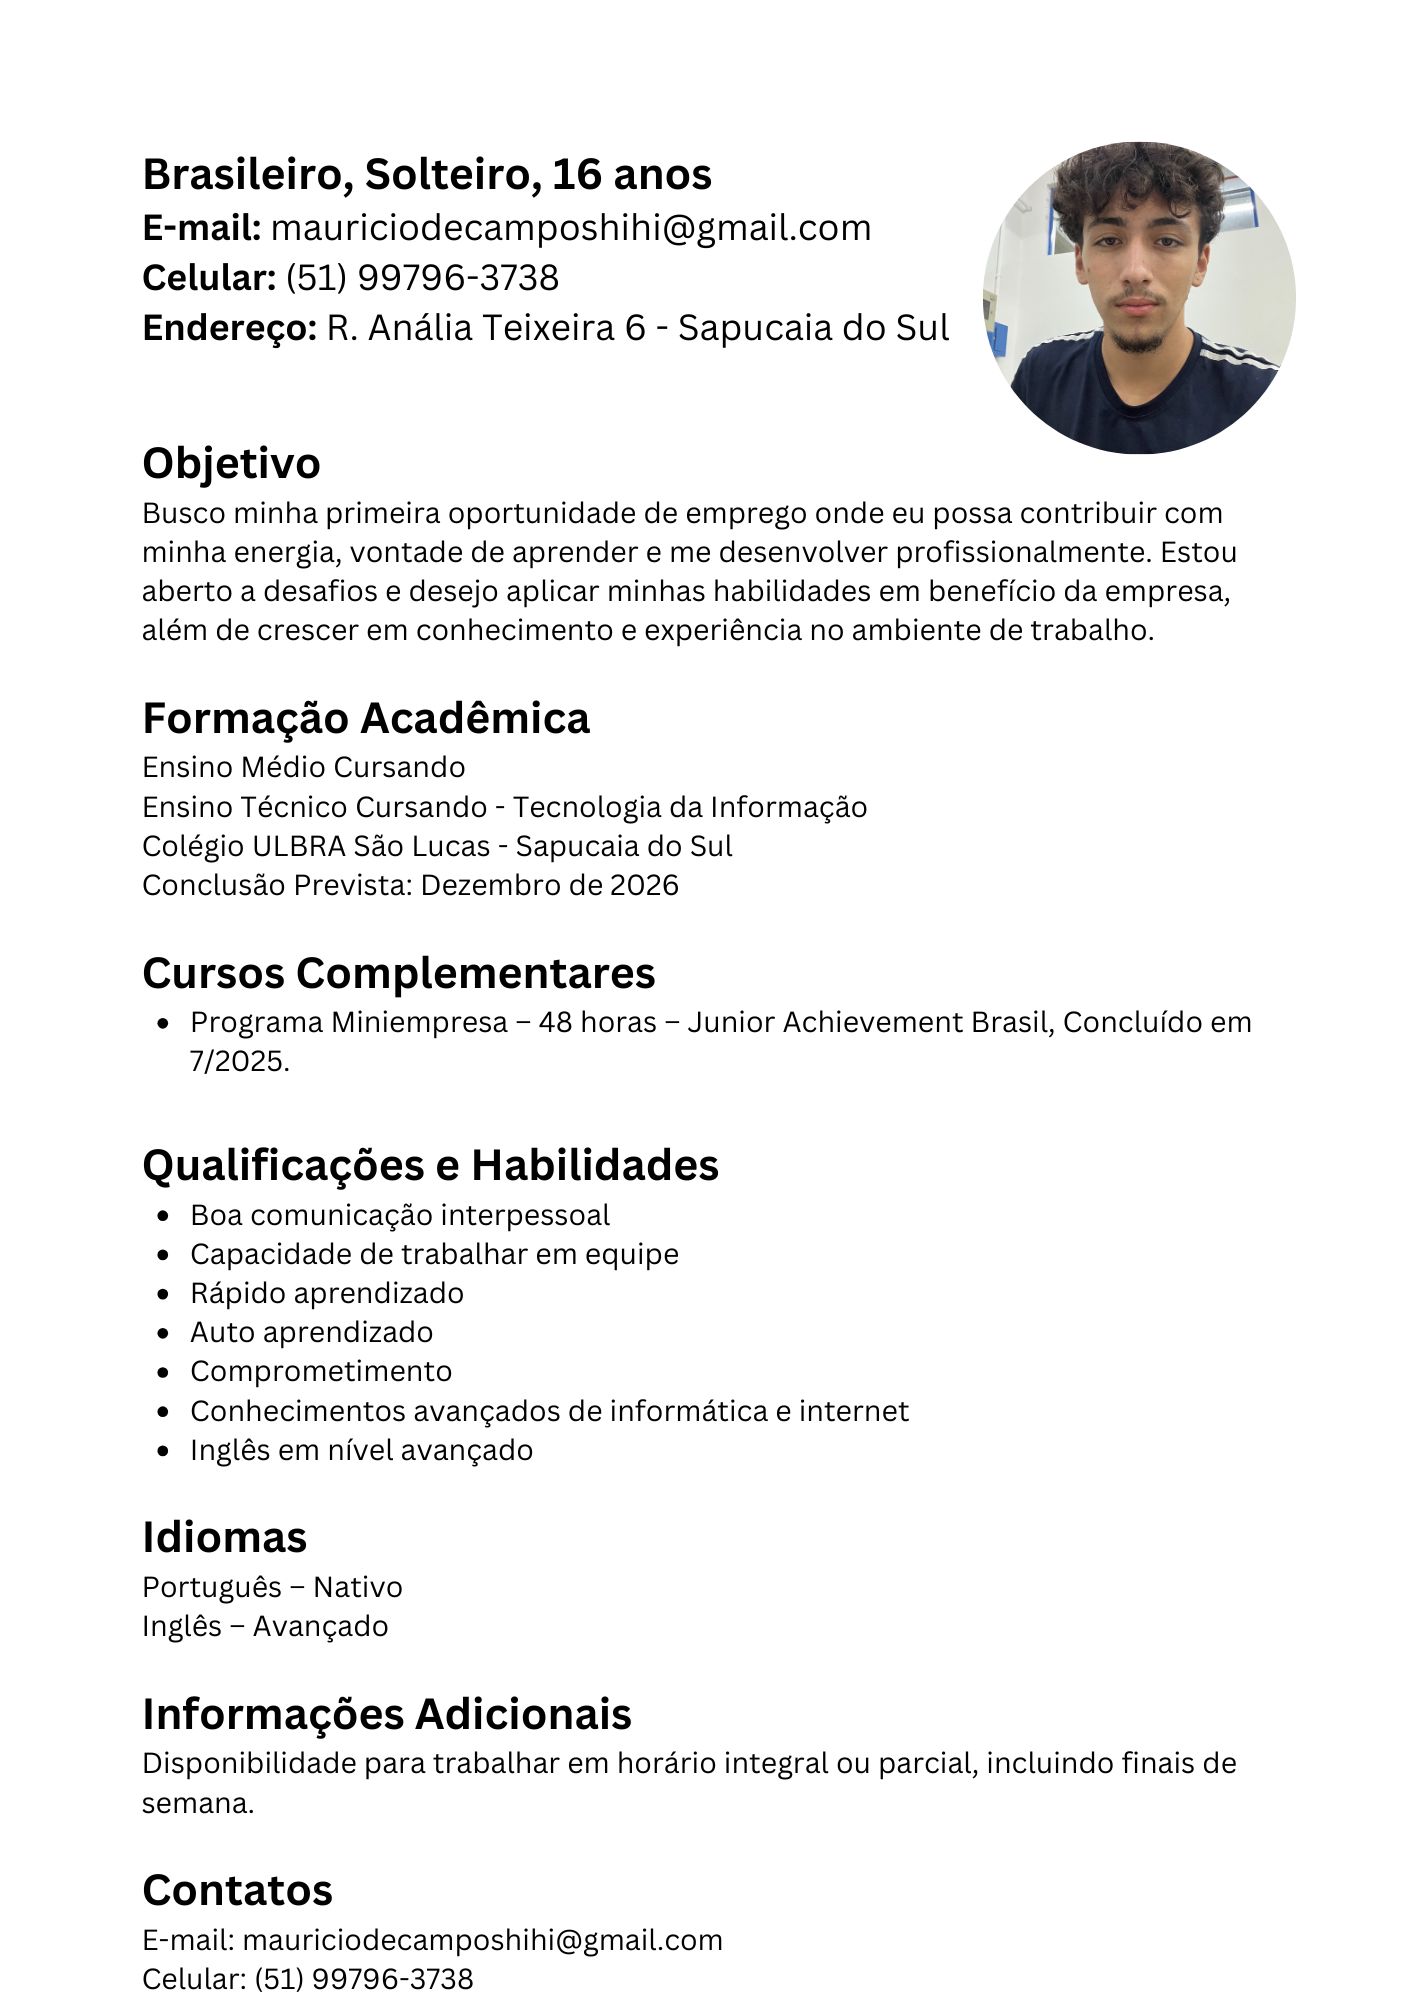 Brasileiro, Solteiro, 16 anos
E-mail: mauriciodecamposhihi@gmail.com
Celular: (51) 99796-3738
Endereço: R. Anália Teixeira 6 - Sapucaia do Sul
Objetivo
Busco minha primeira oportunidade de emprego onde eu possa contribuir com
minha energia, vontade de aprender e me desenvolver profissionalmente. Estou
aberto a desafios e desejo aplicar minhas habilidades em benefício da empresa,
além de crescer em conhecimento e experiência no ambiente de trabalho.
Formação Acadêmica
Ensino Médio Cursando
Ensino Técnico Cursando - Tecnologia da Informação
Colégio ULBRA São Lucas - Sapucaia do Sul
Conclusão Prevista: Dezembro de 2026
Cursos Complementares
• Programa Miniempresa – 48 horas – Junior Achievement Brasil, Concluído em
7/2025.
Qualificações e Habilidades
• Boa comunicação interpessoal
• Capacidade de trabalhar em equipe
• Rápido aprendizado
• Auto aprendizado
• Comprometimento
• Conhecimentos avançados de informática e internet
• Inglês em nível avançado
Idiomas
Português – Nativo
Inglês – Avançado
Informações Adicionais
Disponibilidade para trabalhar em horário integral ou parcial, incluindo finais de
semana.
Contatos
E-mail: mauriciodecamposhihi@gmail.com
Celular: (51) 99796-3738